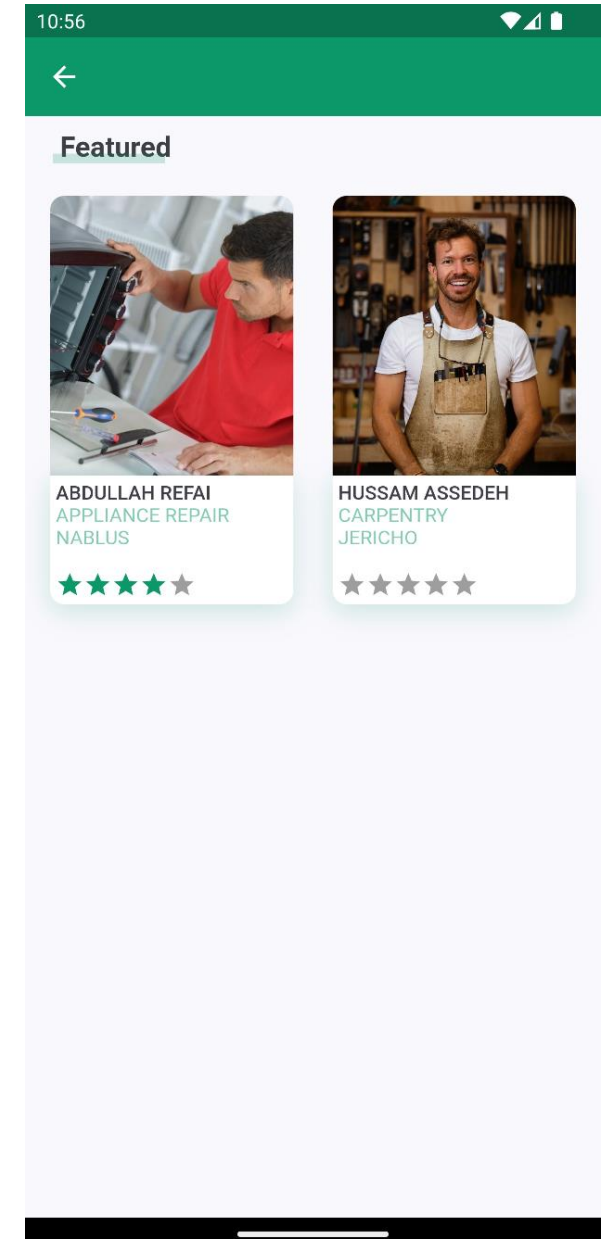 10:56
Featured
ABDULLAH REFAI
APPLIANCE REPAIR
NABLUS
HUSSAM ASSEDEH
CARPENTRY
JERICHO